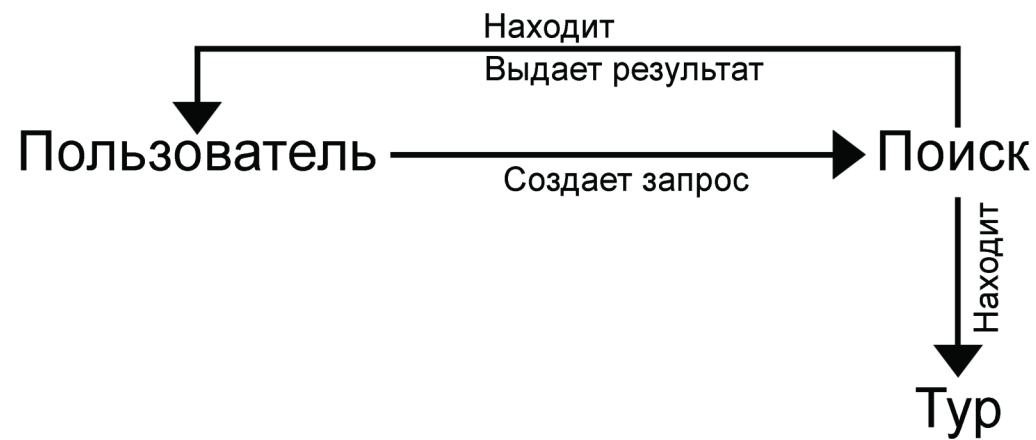 Находит
Выдает результат
Пользователь
Поиск
Создает запрос
Находит
Тур